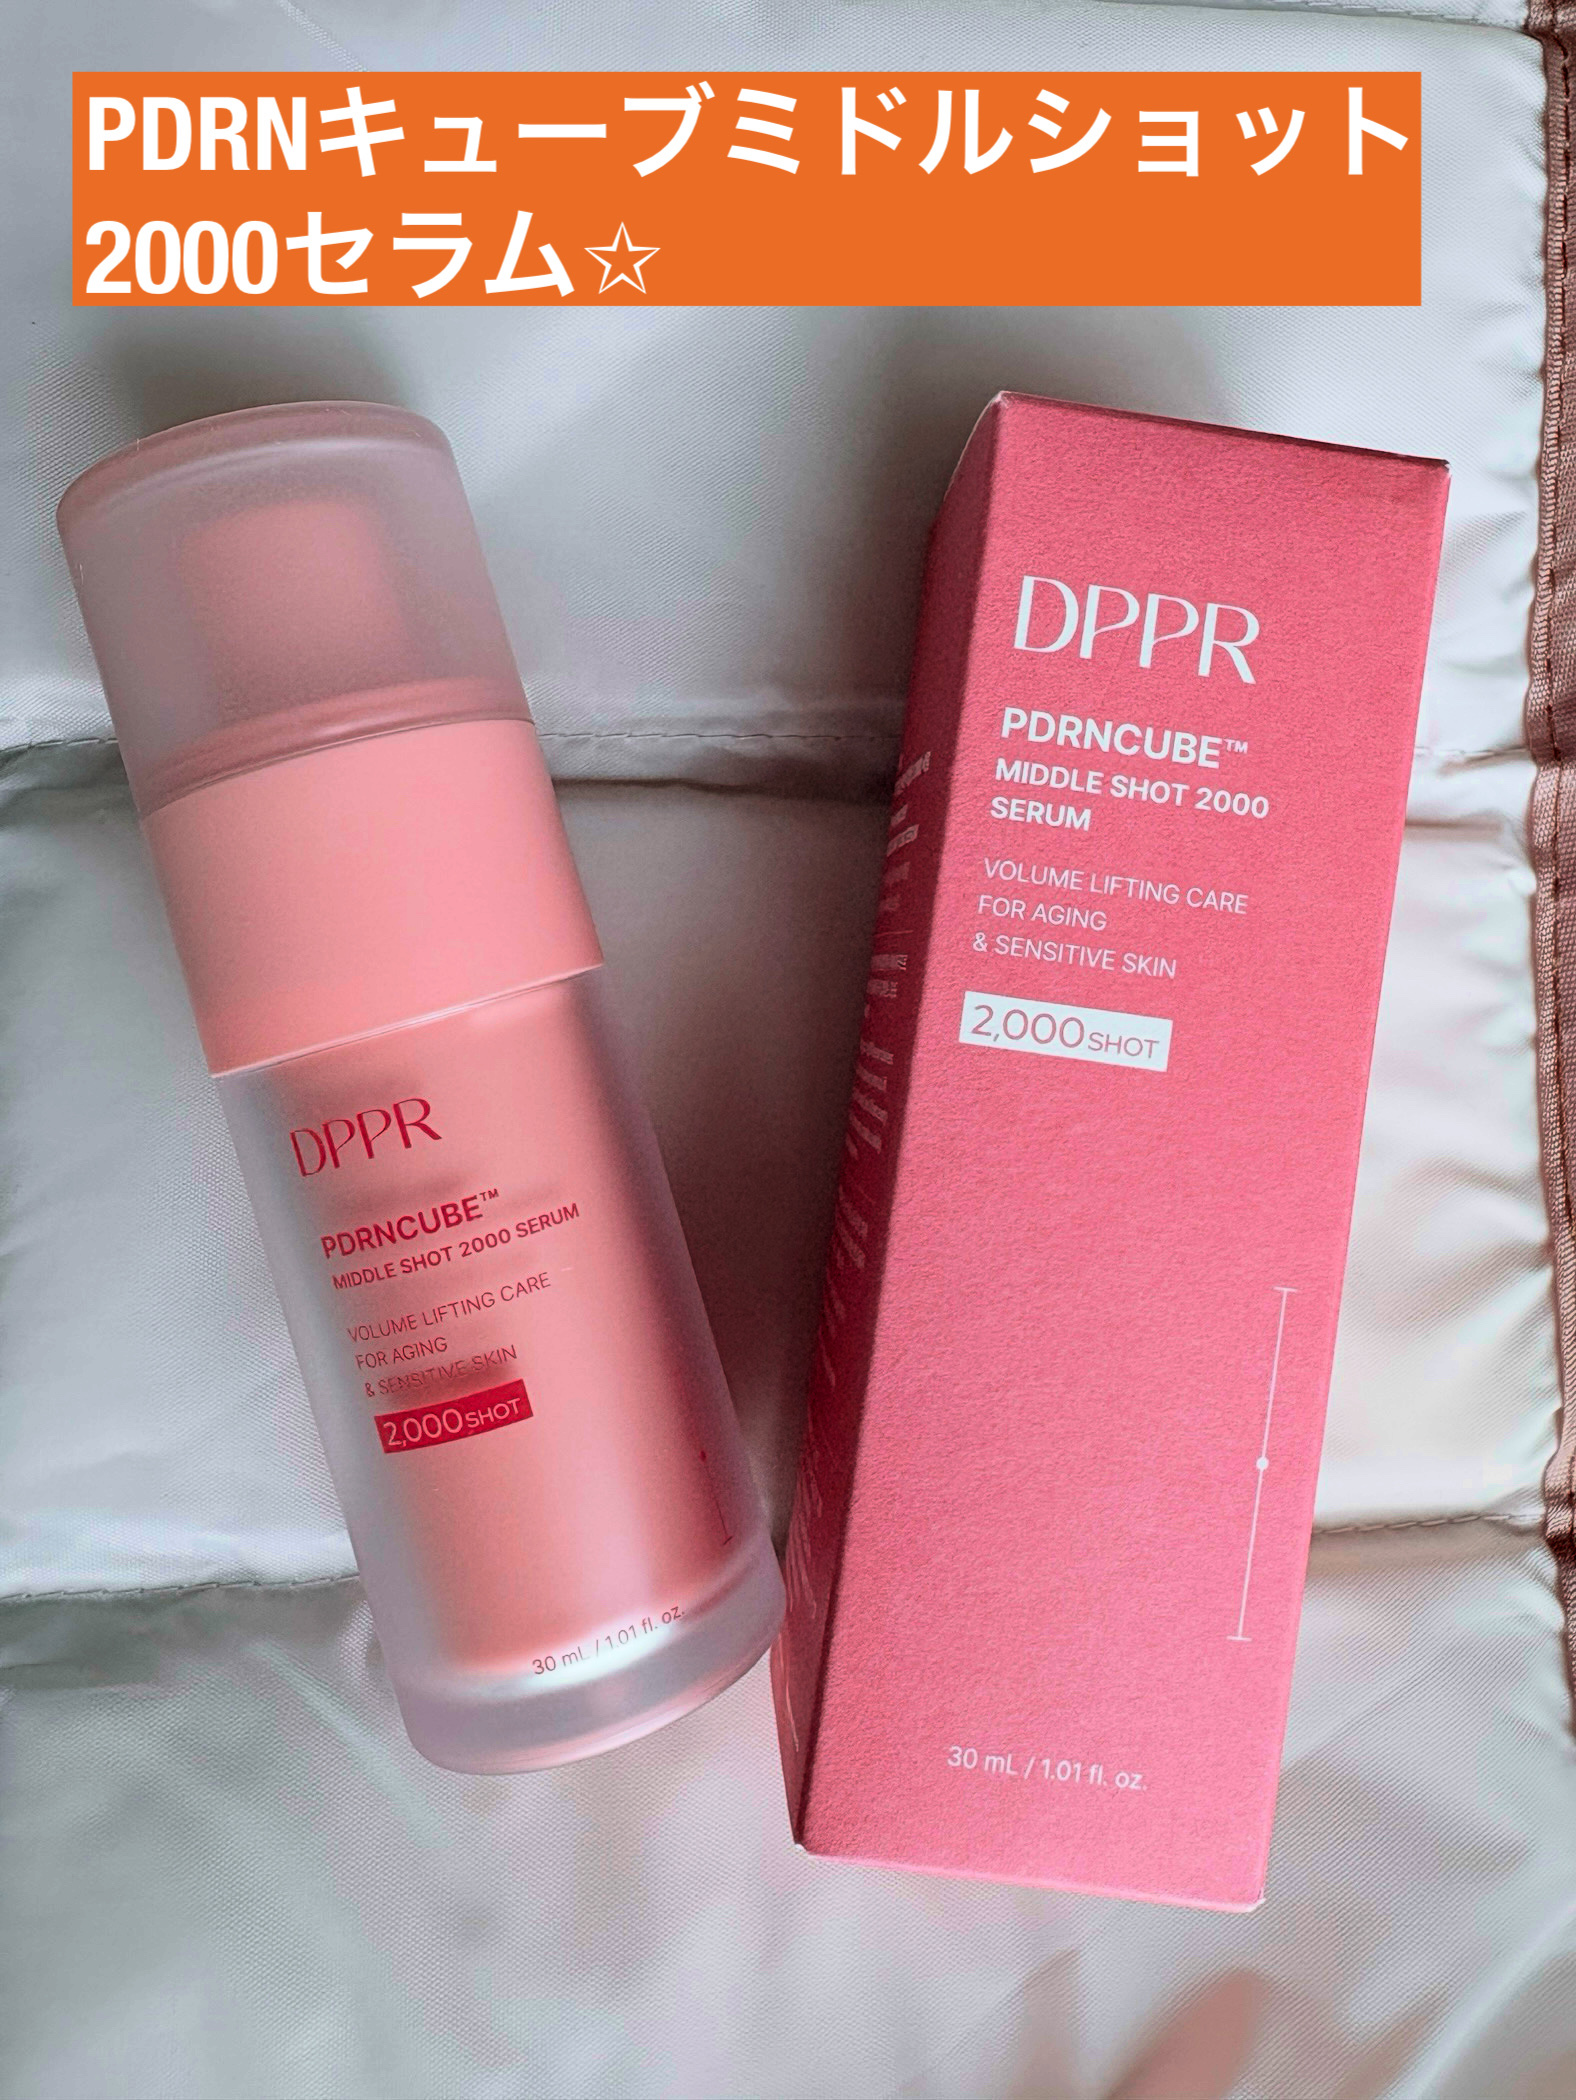 PDRNキューブミドルショット
2000セラム☆
DPPR
PDRNCUBE™
MIDDLE SHOT 2000 SERUM
VOLUME LIFTING CARE
FOR AGING
& SENSITIVE SKIN
2,000 SHOT
30 mL / 1.01 fl. oz.
DPPR
PDRNCUBE™
MIDDLE SHOT 2000
SERUM
VOLUME LIFTING CARE
FOR AGING
& SENSITIVE SKIN
2,000 SHOT
30 mL / 1.01 fl. oz.